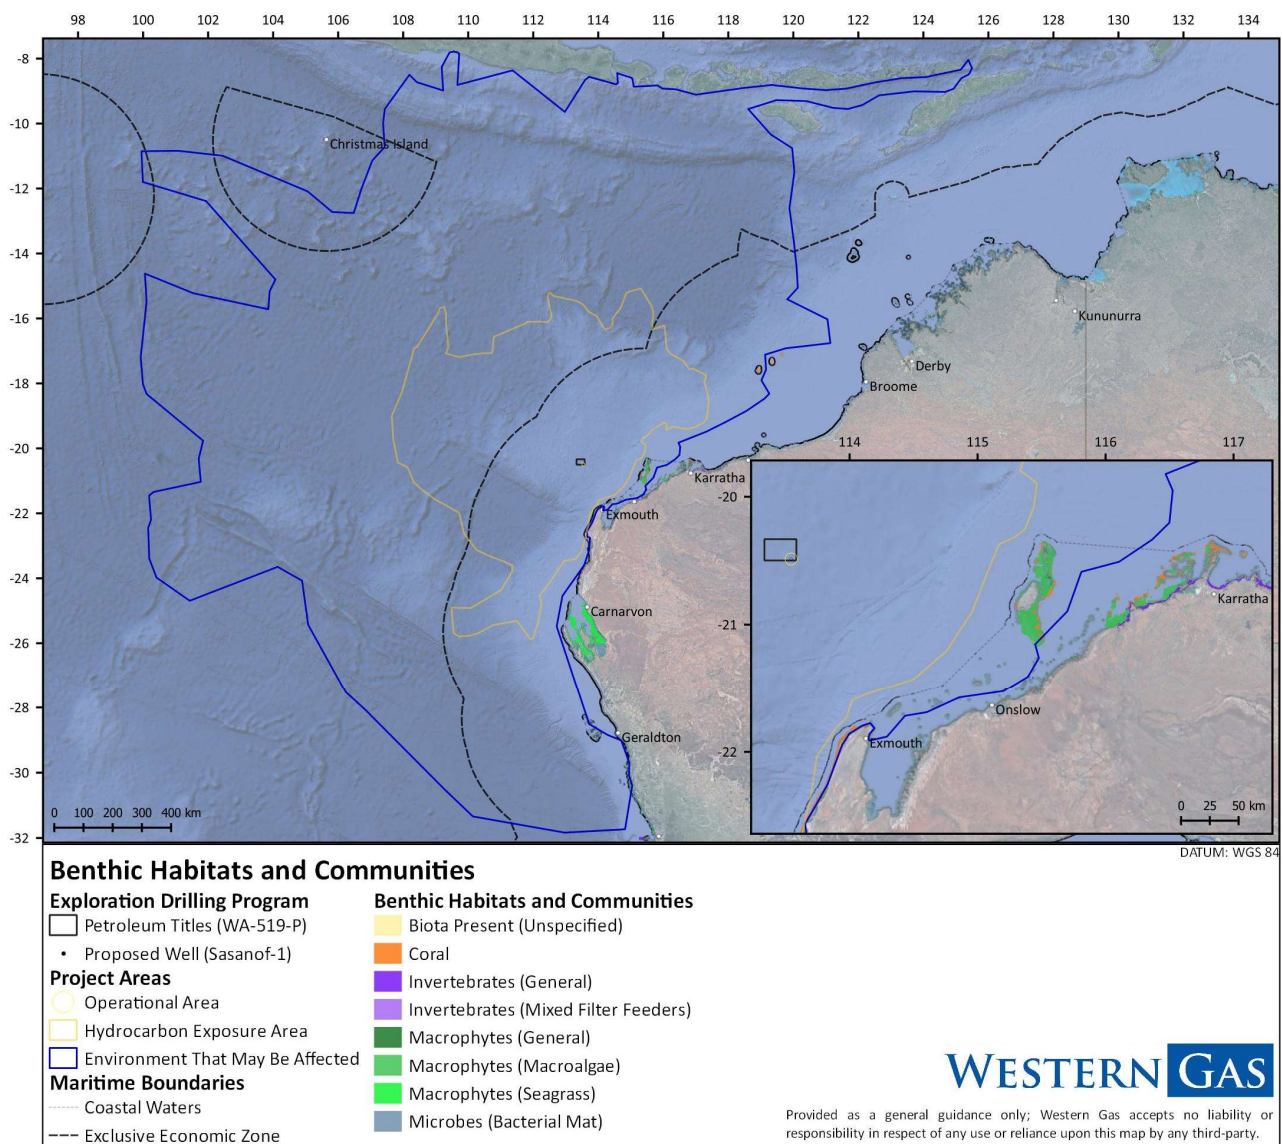 98 100 102 104 106 108 110 112 114 116 118 120 122 124 126 128 130 132 134
-8
-10
Christmas Island
-12
-14
-16
Kununurra
-18
Derby
Broome
-20
114 115 116 117
Karratha
-20
-22
Exmouth
-24
Carnarvon
Karratha
-21
-26
-28
Onslow
Geraldton
-22
Exmouth
-30
0 100 200 300 400 km
0 25 50 km
-32
DATUM: WGS 84
Benthic Habitats and Communities
Exploration Drilling Program
Petroleum Titles (WA-519-P)
Proposed Well (Sasanof-1)
Project Areas
Operational Area
Hydrocarbon Exposure Area
Environment That May Be Affected
Maritime Boundaries
Coastal Waters
Exclusive Economic Zone
Benthic Habitats and Communities
Biota Present (Unspecified)
Coral
Invertebrates (General)
Invertebrates (Mixed Filter Feeders)
Macrophytes (General)
Macrophytes (Macroalgae)
Macrophytes (Seagrass)
Microbes (Bacterial Mat)
WESTERN GAS
Provided as a general guidance only; Western Gas accepts no liability or
responsibility in respect of any use or reliance upon this map by any third-party.